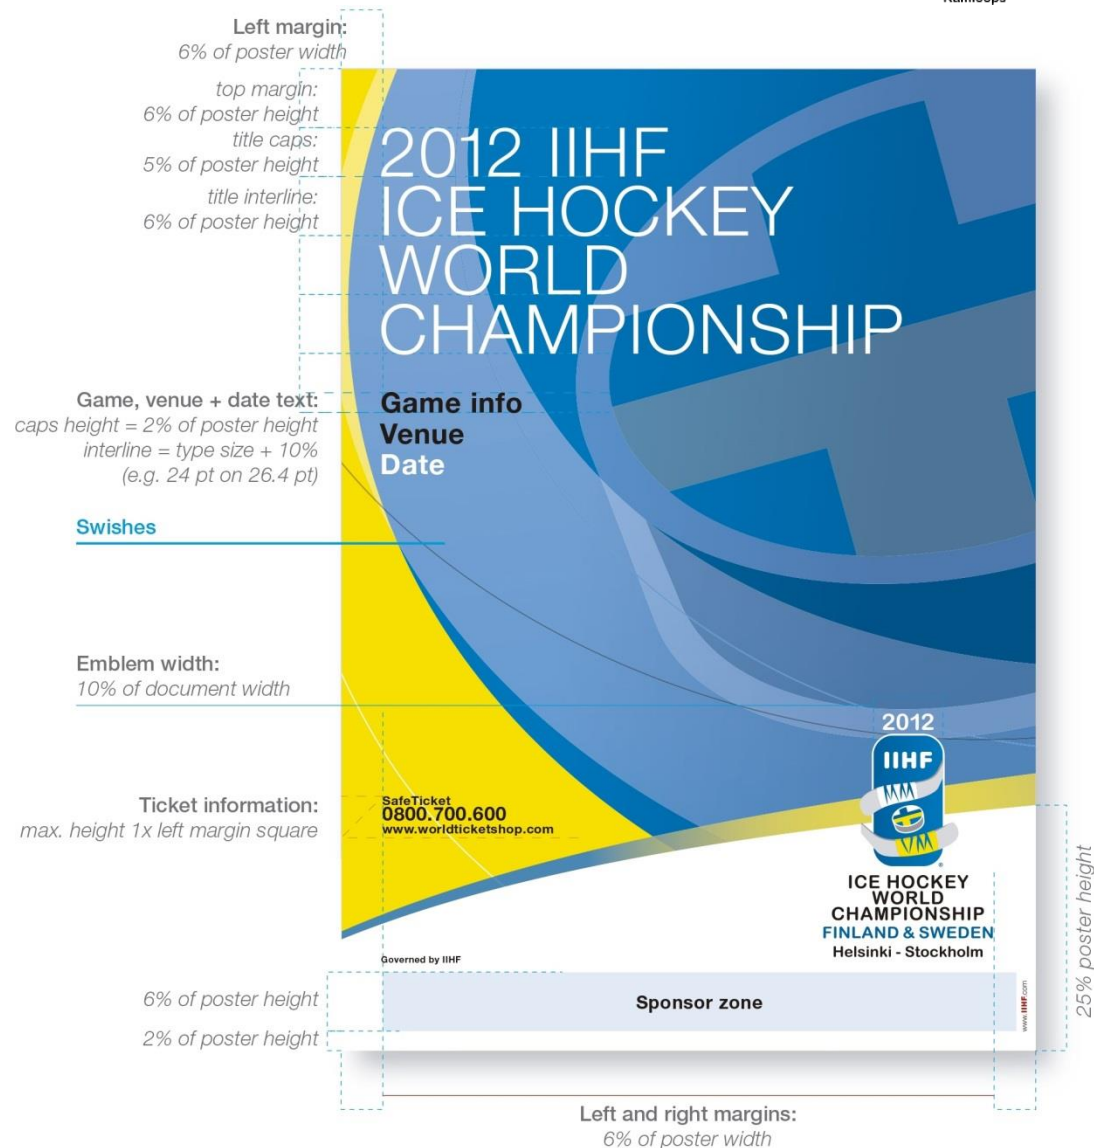 Left margin:
6% of poster width
top margin:
6% of poster height
title caps:
5% of poster height
title interline:
6% of poster height
2012 IIHF
ICE HOCKEY
WORLD
CHAMPIONSHIP
Game, venue + date text:
caps height = 2% of poster height
interline = type size + 10%
(e.g. 24 pt on 26.4 pt)
Game info
Venue
Date
Swishes
Emblem width:
10% of document width
Ticket information:
max. height 1x left margin square
SafeTicket
0800.700.600
www.worldticketshop.com
2012
IIHF
ICE HOCKEY
WORLD
CHAMPIONSHIP
FINLAND & SWEDEN
Helsinki - Stockholm
25% poster height
Governed by IIHF
6% of poster height
2% of poster height
Sponsor zone
www.IIHF.com
Left and right margins:
6% of poster width